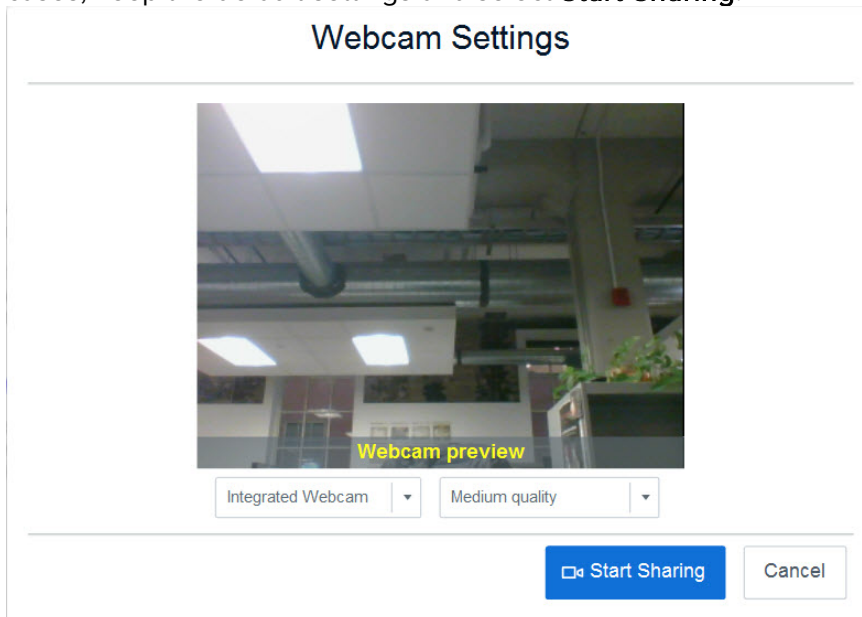 Webcam Settings
Webcam preview
Integrated Webcam
Medium quality
Start Sharing
Cancel